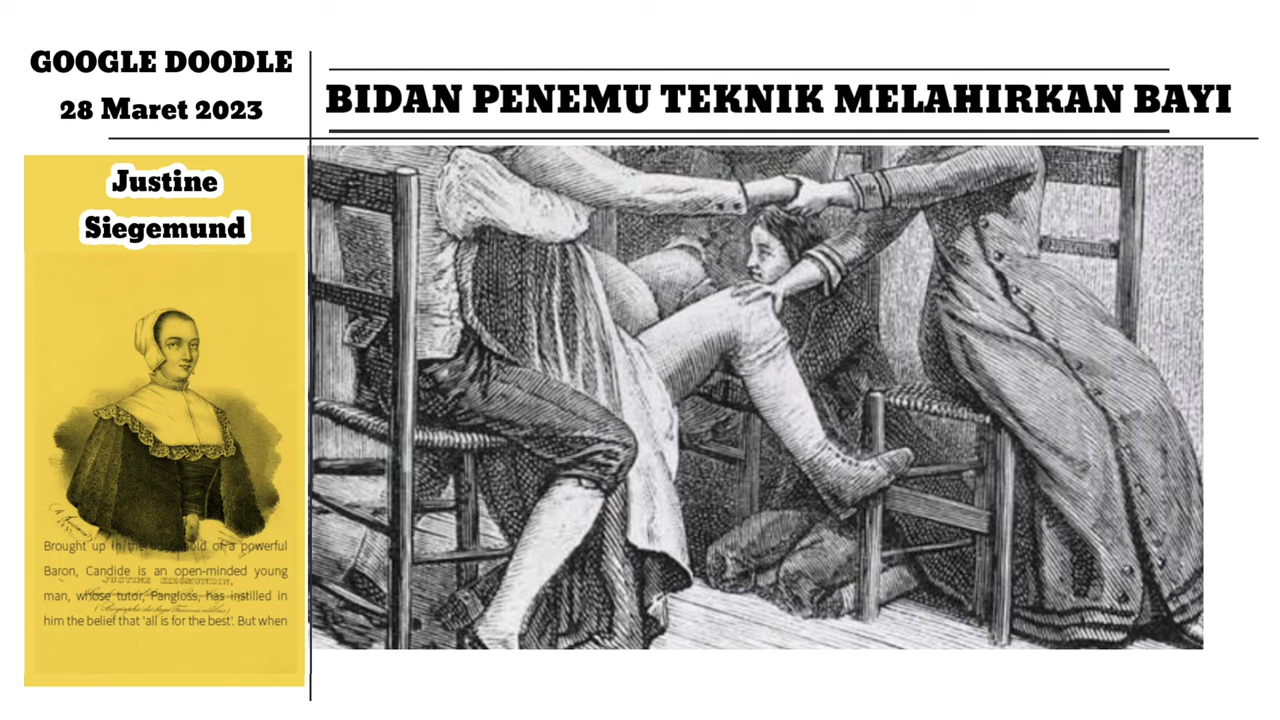 GOOGLE DOODLE
28 Maret 2023
BIDAN PENEMU TEKNIK MELAHIRKAN BAYI
Justine
Siegemund
Brought up in the household of a powerful
Baron, Candide is an open-minded young
JUSTINE SIEGMUNDIN,
man, whose tutor, Pangloss, has instilled in
him the belief that 'all is for the best'. But when